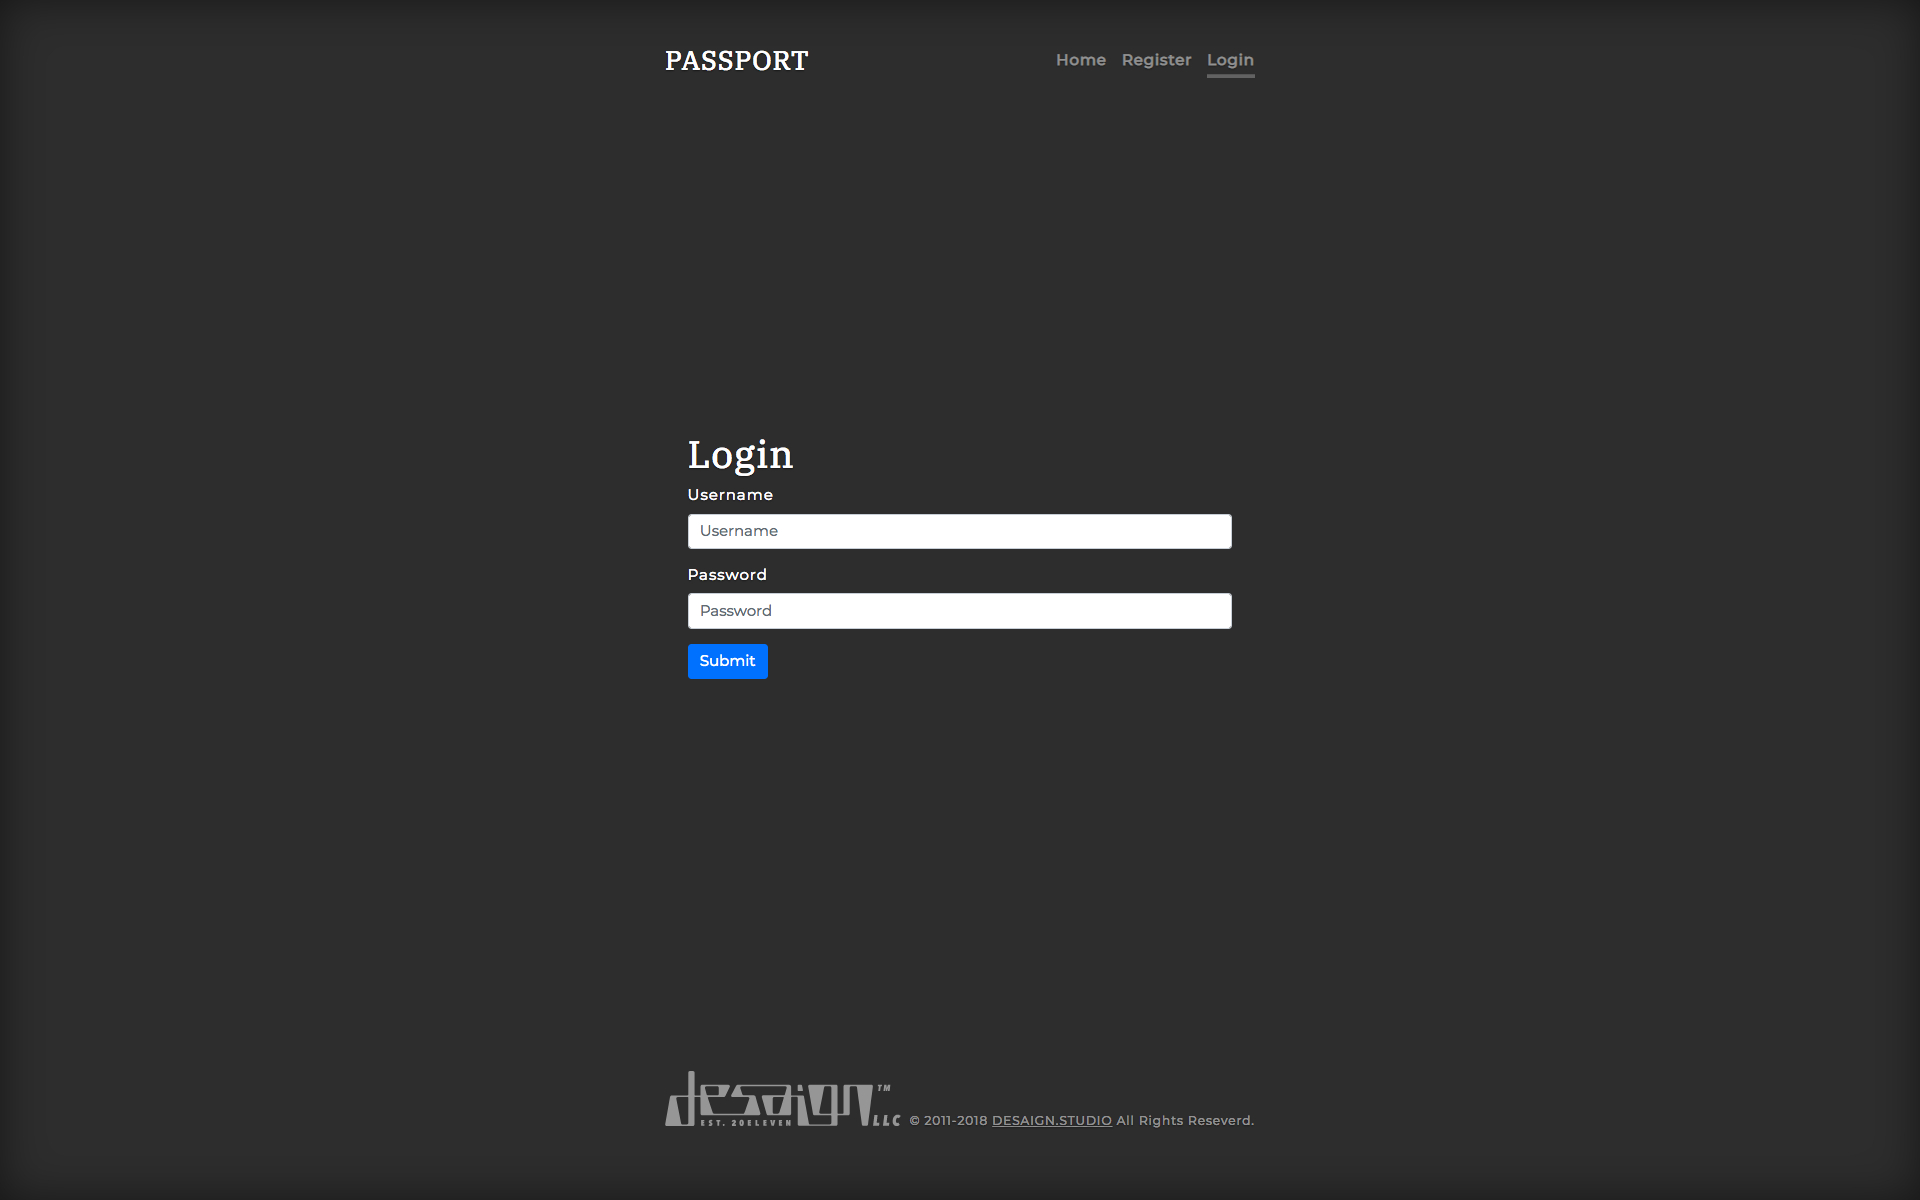 PASSPORT
Home Register Login
Login
Username
Username
Password
Password
Submit
desaign™ LLC
EST. 20ELEVEN
© 2011-2018 DESAIGN.STUDIO All Rights Reseverd.